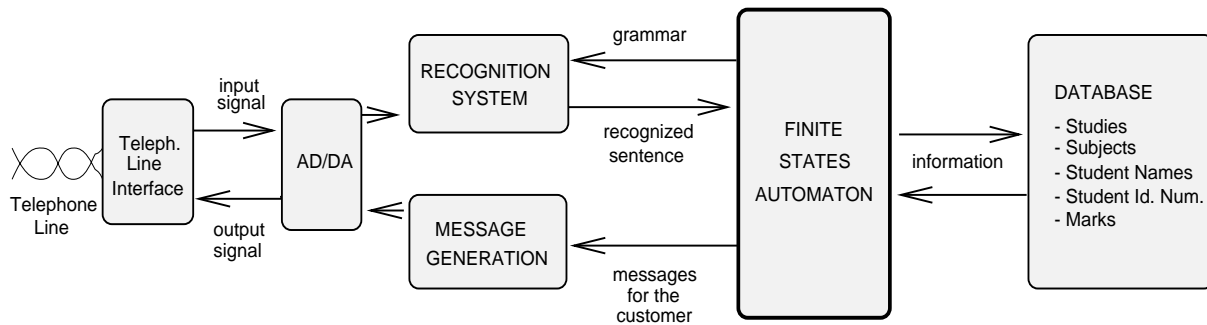 Telephone
Line
Teleph.
Line
Interface
input
signal
output
signal
AD/DA
RECOGNITION
SYSTEM
MESSAGE
GENERATION
grammar
recognized
sentence
messages
for the
customer
FINITE
STATES
AUTOMATON
information
DATABASE
- Studies
- Subjects
- Student Names
- Student Id. Num.
- Marks